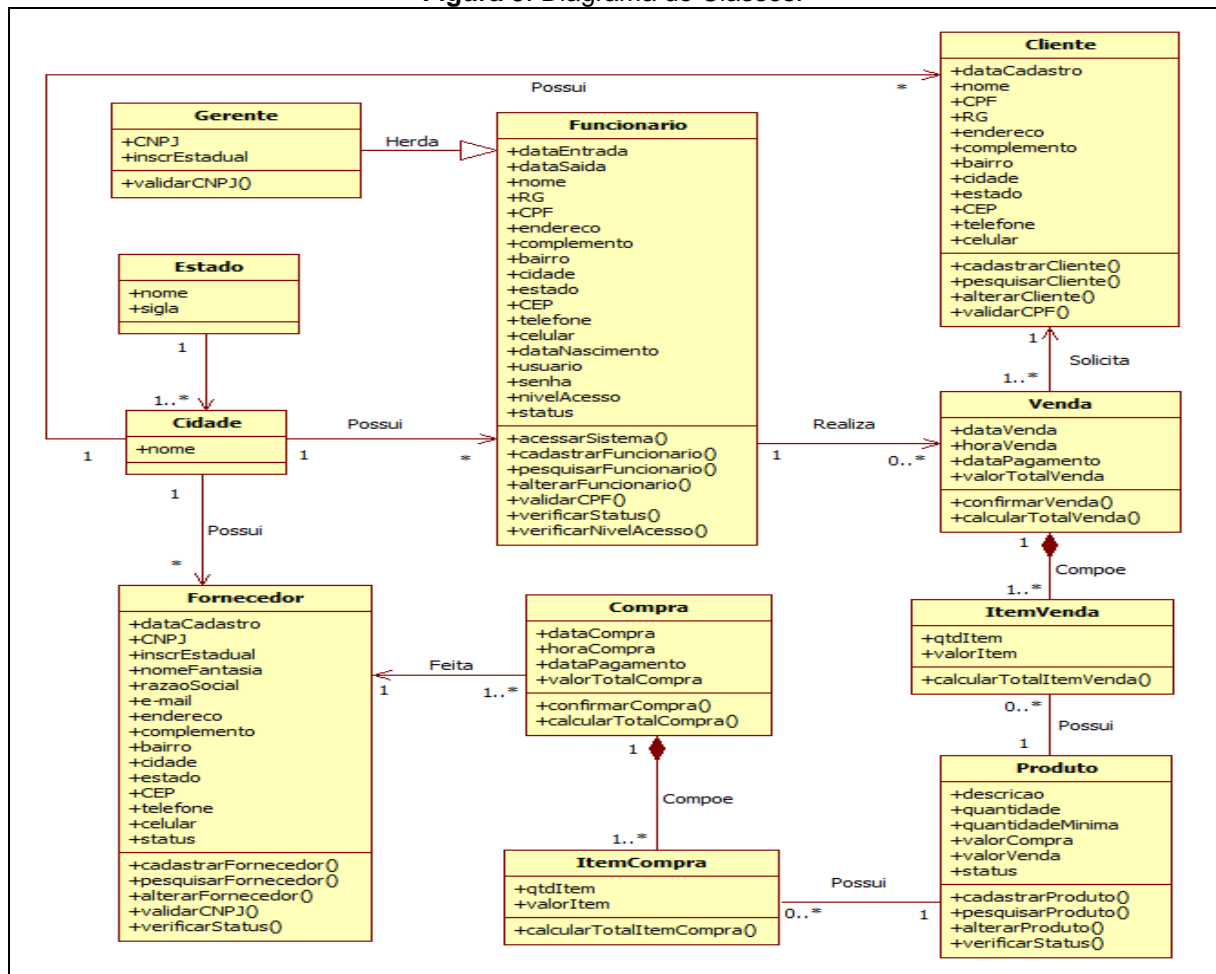 Diagrama de Classes.
Possui
*
Cliente
+dataCadastro
+nome
+CPF
+RG
+endereco
+complemento
+bairro
+cidade
+estado
+CEP
+telefone
+celular
+cadastrarCliente()
+pesquisarCliente()
+alterarCliente()
+validarCPF()
Gerente
+CNPJ
+inscrEstadual
+validarCNPJ()
Herda
Funcionario
+dataEntrada
+dataSaida
+nome
+RG
+CPF
+endereco
+complemento
+bairro
+cidade
+estado
+CEP
+telefone
+celular
+dataNascimento
+usuario
+senha
+nivelAcesso
+status
+acessarSistema()
+cadastrarFuncionario()
+pesquisarFuncionario()
+alterarFuncionario()
+validarCPF()
+verificarStatus()
+verificarNivelAcesso()
Estado
+nome
+sigla
1
1..*
Cidade
+nome
1
1
Possui
*
1
Possui
*
1
Solicita
1..*
Realiza
1
0..*
Venda
+dataVenda
+horaVenda
+dataPagamento
+valorTotalVenda
+confirmarVenda()
+calcularTotalVenda()
1
Compoe
1..*
Fornecedor
+dataCadastro
+CNPJ
+inscrEstadual
+nomeFantasia
+razaoSocial
+e-mail
+endereco
+complemento
+bairro
+cidade
+estado
+CEP
+telefone
+celular
+status
+cadastrarFornecedor()
+pesquisarFornecedor()
+alterarFornecedor()
+validarCNPJ()
+verificarStatus()
Feita
1
1..*
Compra
+dataCompra
+horaCompra
+dataPagamento
+valorTotalCompra
+confirmarCompra()
+calcularTotalCompra()
1
Compoe
1..*
ItemVenda
+qtdItem
+valorItem
+calcularTotalItemVenda()
0..*
Possui
1
ItemCompra
+qtdItem
+valorItem
+calcularTotalItemCompra()
Possui
0..*
1
Produto
+descricao
+quantidade
+quantidadeMinima
+valorCompra
+valorVenda
+status
+cadastrarProduto()
+pesquisarProduto()
+alterarProduto()
+verificarStatus()